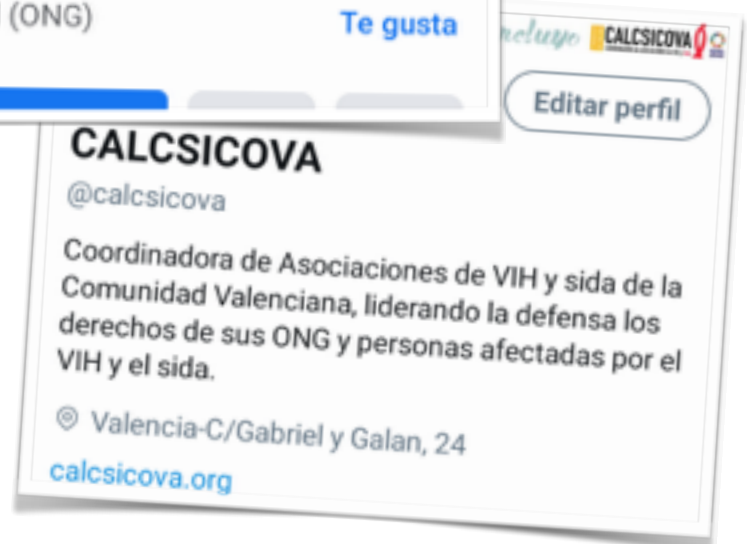 (ONG)
Te gusta
incluyo
CALCSICOVA
Editar perfil
CALCSICOVA
@calcsicova
Coordinadora de Asociaciones de VIH y sida de la
Comunidad Valenciana, liderando la defensa los
derechos de sus ONG y personas afectadas por el
VIH y el sida.
Valencia-C/Gabriel y Galan, 24
calcsicova.org